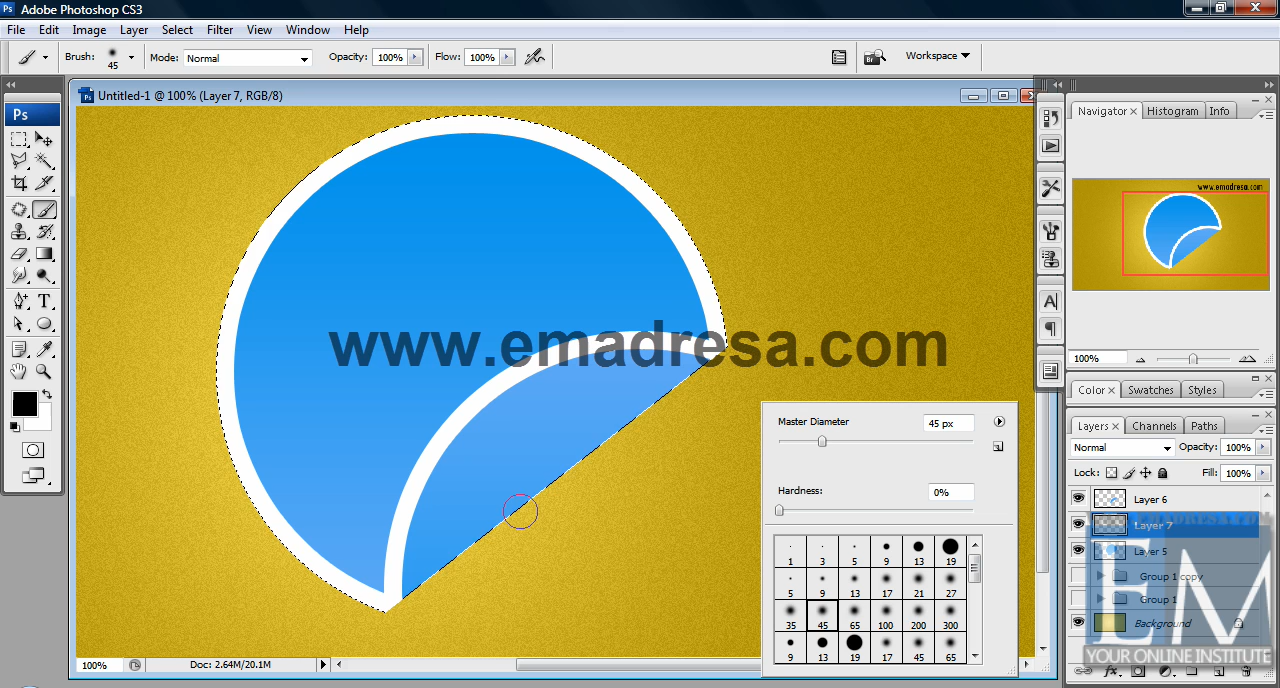 Ps Adobe Photoshop CS3
File Edit Image Layer Select Filter View Window Help
Brush: 45 Mode: Normal Opacity: 100% Flow: 100% Workspace
Ps Untitled-1 @ 100% (Layer 7, RGB/8)
Ps
www.emadresa.com
Master Diameter 45 px
Hardness: 0%
1 3 5 9 13 19
5 9 13 17 21 27
35 45 65 100 200 300
9 13 19 17 45 65
100% Doc: 2.64M/20.1M
Navigator × Histogram Info
www.emadresa.com
100%
Color × Swatches Styles
Layers × Channels Paths
Normal Opacity: 100%
Lock: Fill: 100%
Layer 6
Layer 7
Layer 5
Group 1 copy
Group 1
Background
EM
YOUR ONLINE INSTITUTE